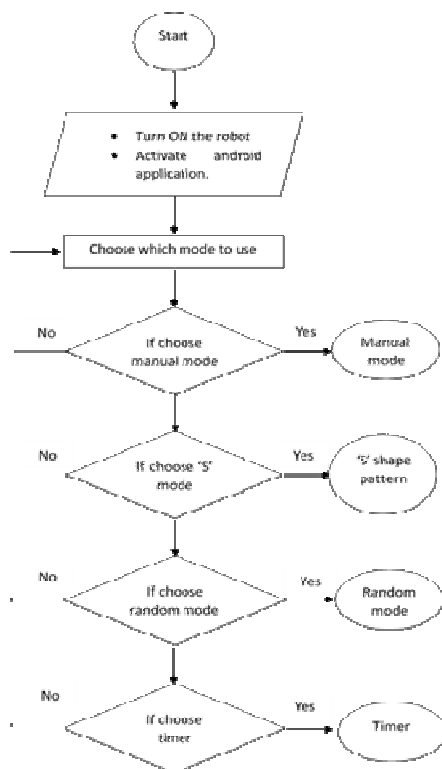 Start
• Turn ON the robot
• Activate android
application.
Choose which mode to use
No
If choose
manual mode
Yes
Manual
mode
No
If choose 'S'
mode
Yes
'S' shape
pattern
No
If choose
random mode
Yes
Random
mode
No
If choose
timer
Yes
Timer